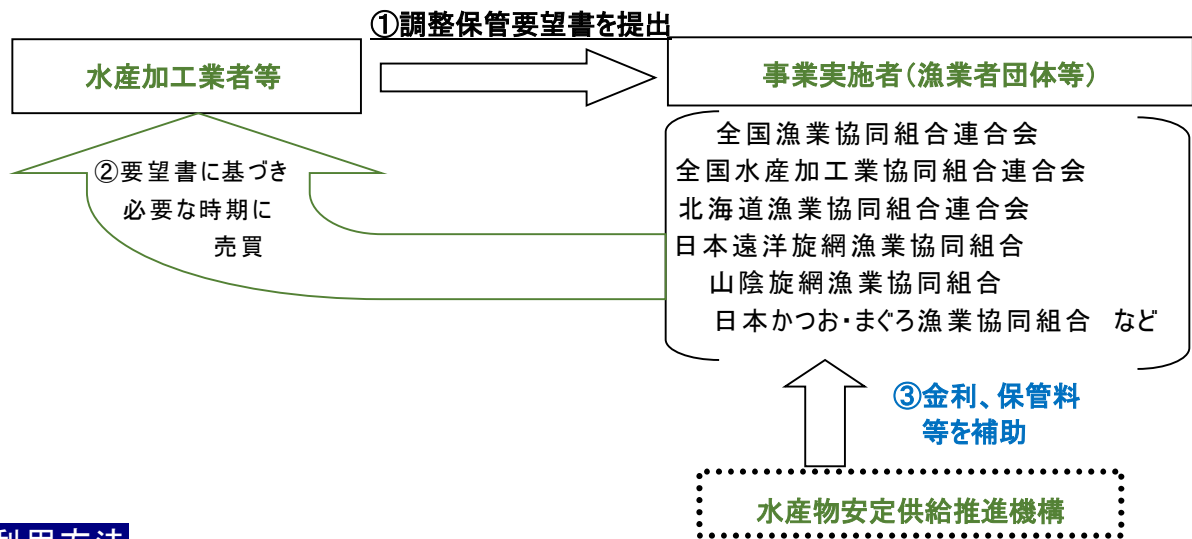 ①調整保管要望書を提出
水産加工業者等
事業実施者(漁業者団体等)
②要望書に基づき
必要な時期に
売買
全国漁業協同組合連合会
全国水産加工業協同組合連合会
北海道漁業協同組合連合会
日本遠洋旋網漁業協同組合
山陰旋網漁業協同組合
日本かつお・まぐろ漁業協同組合 など
③金利、保管料
等を補助
水産物安定供給推進機構
利用方法